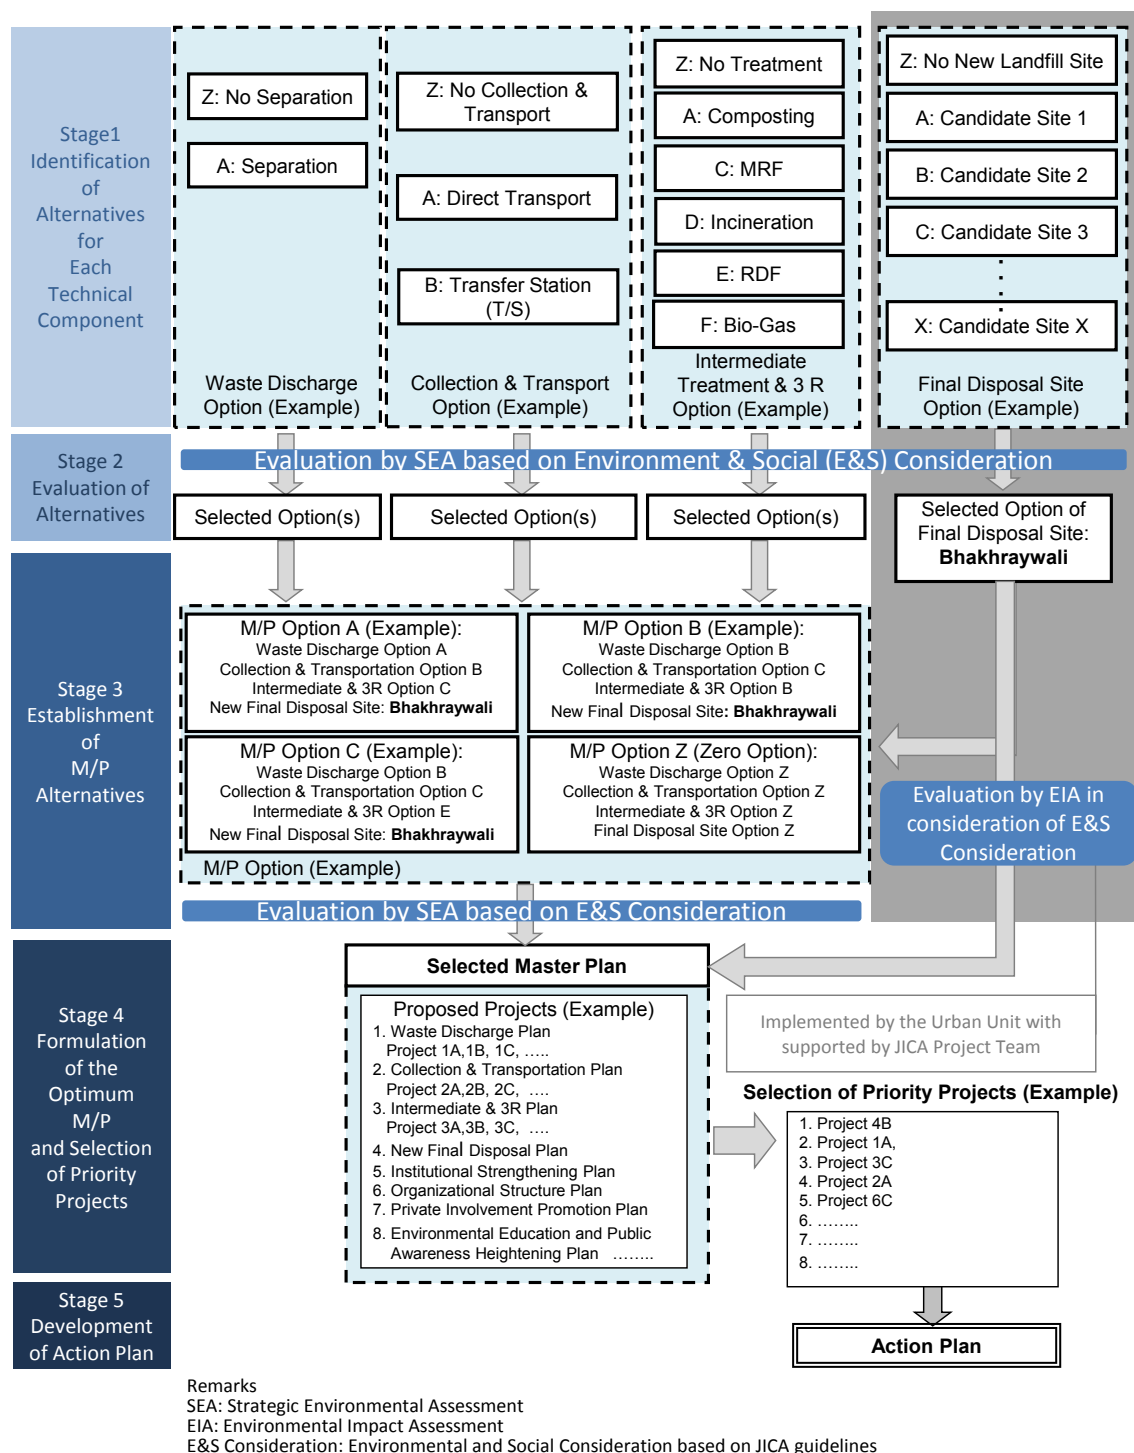 Stage1
Identification
of
Alternatives
for
Each
Technical
Component
Z: No Separation
A: Separation
Waste Discharge
Option (Example)
Z: No Collection &
Transport
A: Direct Transport
B: Transfer Station
(T/S)
Collection & Transport
Option (Example)
Z: No Treatment
A: Composting
C: MRF
D: Incineration
E: RDF
F: Bio-Gas
Intermediate
Treatment & 3 R
Option (Example)
Z: No New Landfill Site
A: Candidate Site 1
B: Candidate Site 2
C: Candidate Site 3
X: Candidate Site X
Final Disposal Site
Option (Example)
Stage 2
Evaluation of
Alternatives
Evaluation by SEA based on Environment & Social (E&S) Consideration
Selected Option(s)
Selected Option(s)
Selected Option(s)
Selected Option of
Final Disposal Site:
Bhakhraywali
Stage 3
Establishment
of
M/P
Alternatives
M/P Option A (Example):
Waste Discharge Option A
Collection & Transportation Option B
Intermediate & 3R Option C
New Final Disposal Site: Bhakhraywali
M/P Option B (Example):
Waste Discharge Option B
Collection & Transportation Option C
Intermediate & 3R Option B
New Final Disposal Site: Bhakhraywali
M/P Option C (Example):
Waste Discharge Option B
Collection & Transportation Option C
Intermediate & 3R Option E
New Final Disposal Site: Bhakhraywali
M/P Option Z (Zero Option):
Waste Discharge Option Z
Collection & Transportation Option Z
Intermediate & 3R Option Z
Final Disposal Site Option Z
M/P Option (Example)
Evaluation by EIA in
consideration of E&S
Consideration
Evaluation by SEA based on E&S Consideration
Stage 4
Formulation
of the
Optimum
M/P
and Selection
of Priority
Projects
Selected Master Plan
Proposed Projects (Example)
1. Waste Discharge Plan
Project 1A,1B, 1C, …..
2. Collection & Transportation Plan
Project 2A,2B, 2C, ….
3. Intermediate & 3R Plan
Project 3A,3B, 3C, ….
4. New Final Disposal Plan
5. Institutional Strengthening Plan
6. Organizational Structure Plan
7. Private Involvement Promotion Plan
8. Environmental Education and Public
Awareness Heightening Plan ……..
Implemented by the Urban Unit with
supported by JICA Project Team
Selection of Priority Projects (Example)
1. Project 4B
2. Project 1A,
3. Project 3C
4. Project 2A
5. Project 6C
6. ……..
7. ……..
8. ……..
Stage 5
Development
of Action Plan
Action Plan
Remarks
SEA: Strategic Environmental Assessment
EIA: Environmental Impact Assessment
E&S Consideration: Environmental and Social Consideration based on JICA guidelines